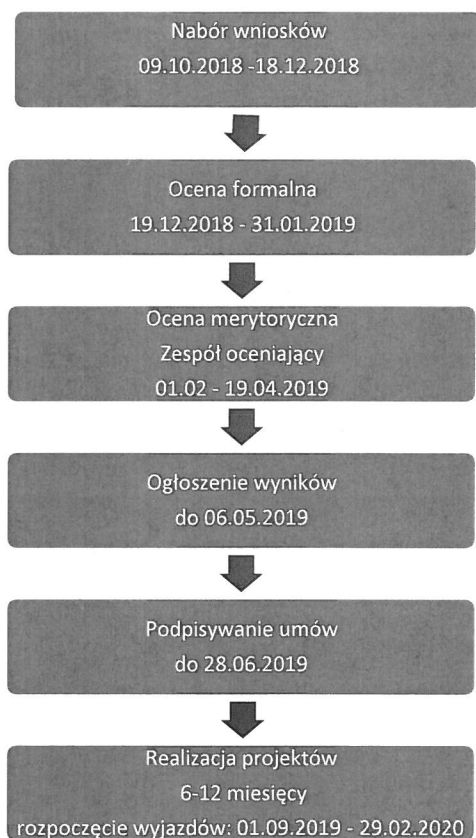 Nabór wniosków
09.10.2018 -18.12.2018
Ocena formalna
19.12.2018 - 31.01.2019
Ocena merytoryczna
Zespół oceniający
01.02 - 19.04.2019
Ogłoszenie wyników
do 06.05.2019
Podpisywanie umów
do 28.06.2019
Realizacja projektów
6-12 miesięcy
rozpoczęcie wyjazdów: 01.09.2019 - 29.02.2020